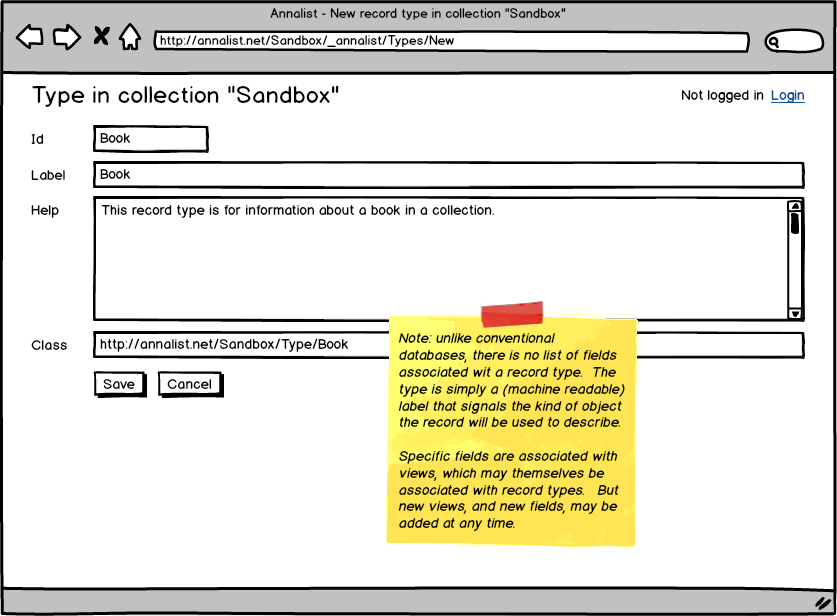 Annalist - New record type in collection "Sandbox"
http://annalist.net/Sandbox/_annalist/Types/New
Type in collection "Sandbox"
Not logged in Login
Id Book
Label Book
Help This record type is for information about a book in a collection.
Class http://annalist.net/Sandbox/Type/Book
Save Cancel
Note: unlike conventional
databases, there is no list of fields
associated wit a record type. The
type is simply a (machine readable)
label that signals the kind of object
the record will be used to describe.
Specific fields are associated with
views, which may themselves be
associated with record types. But
new views, and new fields, may be
added at any time.